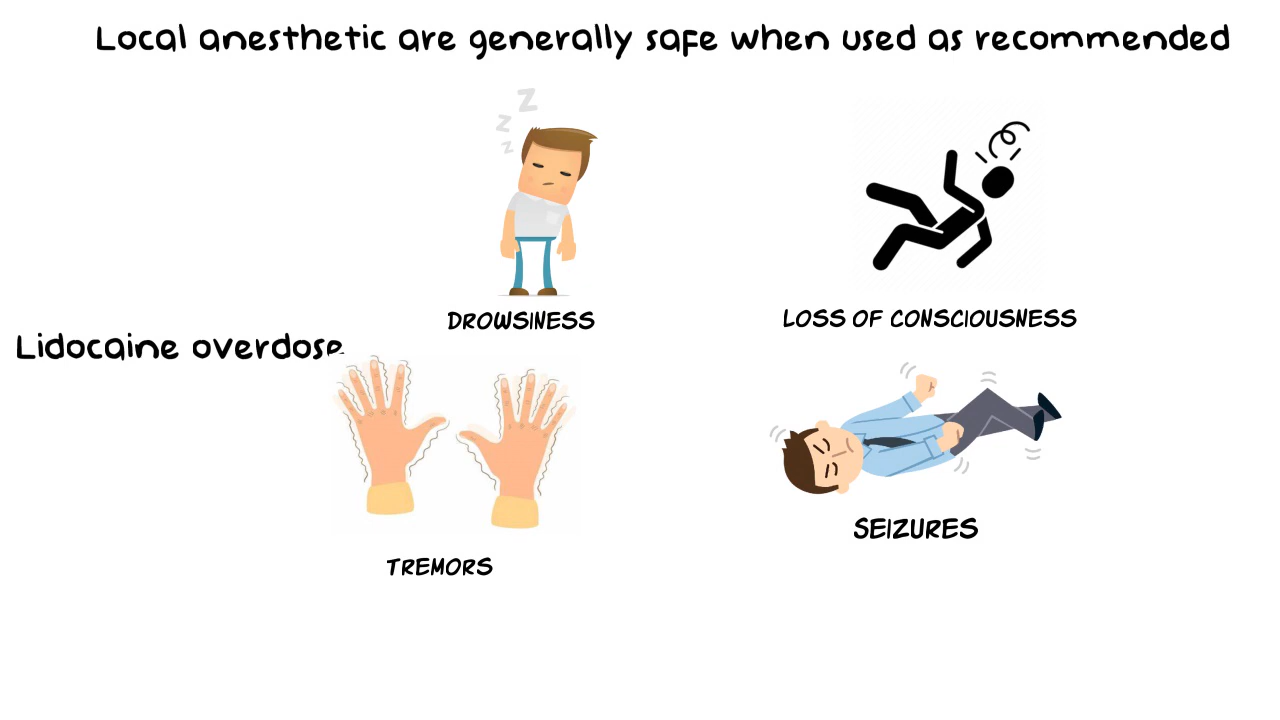 Local anesthetic are generally safe when used as recommended
z
z
z
DROWSINESS
LOSS OF CONSCIOUSNESS
Lidocaine overdose
TREMORS
SEIZURES